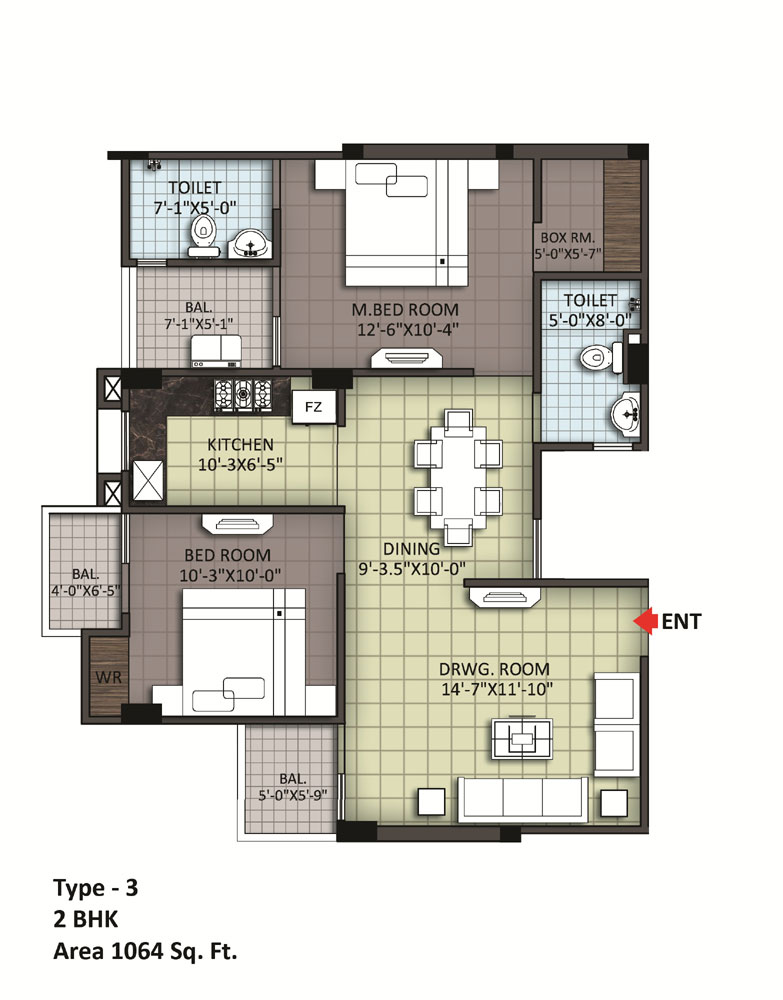 TOILET
7'-1"X5'-0"
BOX RM.
5'-0"X5'-7"
BAL.
7'-1"X5'-1"
M.BED ROOM
12'-6"X10'-4"
TOILET
5'-0"X8'-0"
FZ
KITCHEN
10'-3X6'-5"
DINING
9'-3.5"X10'-0"
BED ROOM
10'-3"X10'-0"
BAL.
4'-0"X6'-5"
ENT
WR
DRWG. ROOM
14'-7"X11'-10"
BAL.
5'-0"X5'-9"
Type - 3
2 BHK
Area 1064 Sq. Ft.